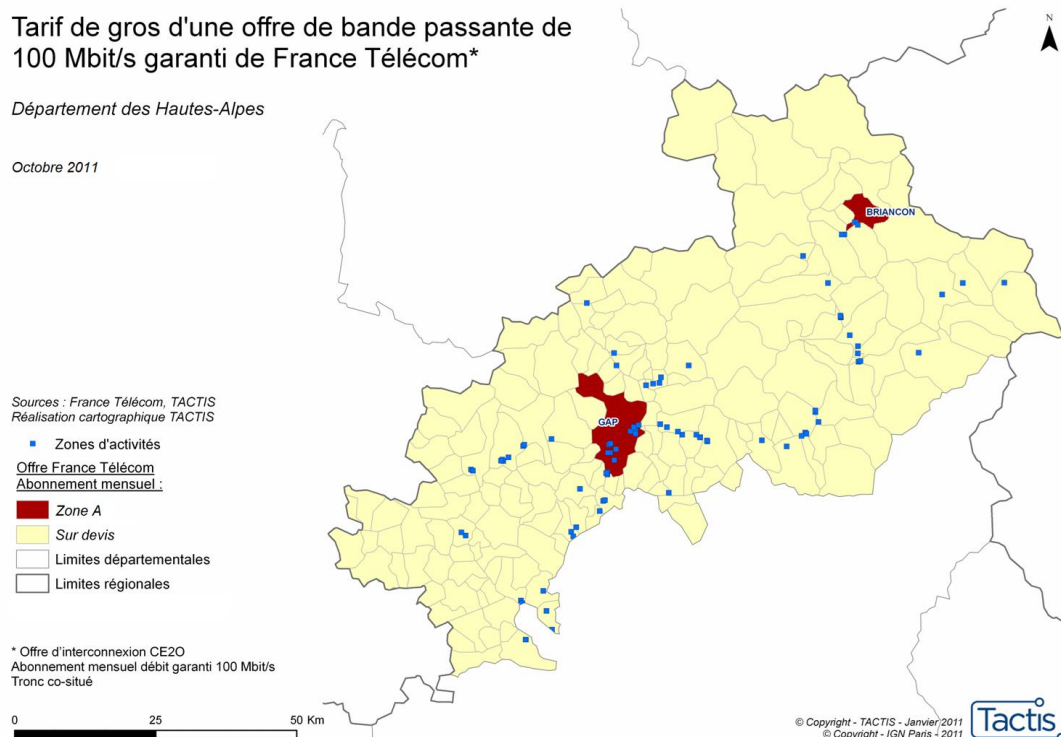 Tarif de gros d'une offre de bande passante de
100 Mbit/s garanti de France Télécom*
N
Département des Hautes-Alpes
Octobre 2011
BRIANCON
GAP
Sources : France Télécom, TACTIS
Réalisation cartographique TACTIS
Zones d'activités
Offre France Télécom
Abonnement mensuel :
Zone A
Sur devis
Limites départementales
Limites régionales
* Offre d'interconnexion CE2O
Abonnement mensuel débit garanti 100 Mbit/s
Tronc co-situé
0 25 50 Km
© Copyright - TACTIS - Janvier 2011
© Copyright - IGN Paris - 2011
Tactis